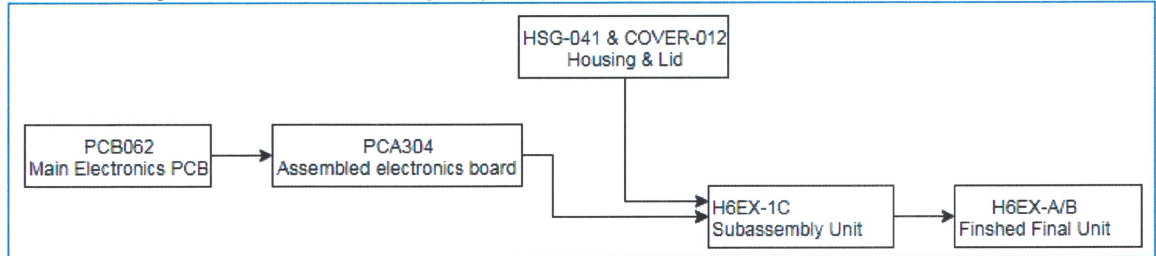 HSG-041 & COVER-012
Housing & Lid
PCB062
Main Electronics PCB
PCA304
Assembled electronics board
H6EX-1C
Subassembly Unit
H6EX-A/B
Finshed Final Unit